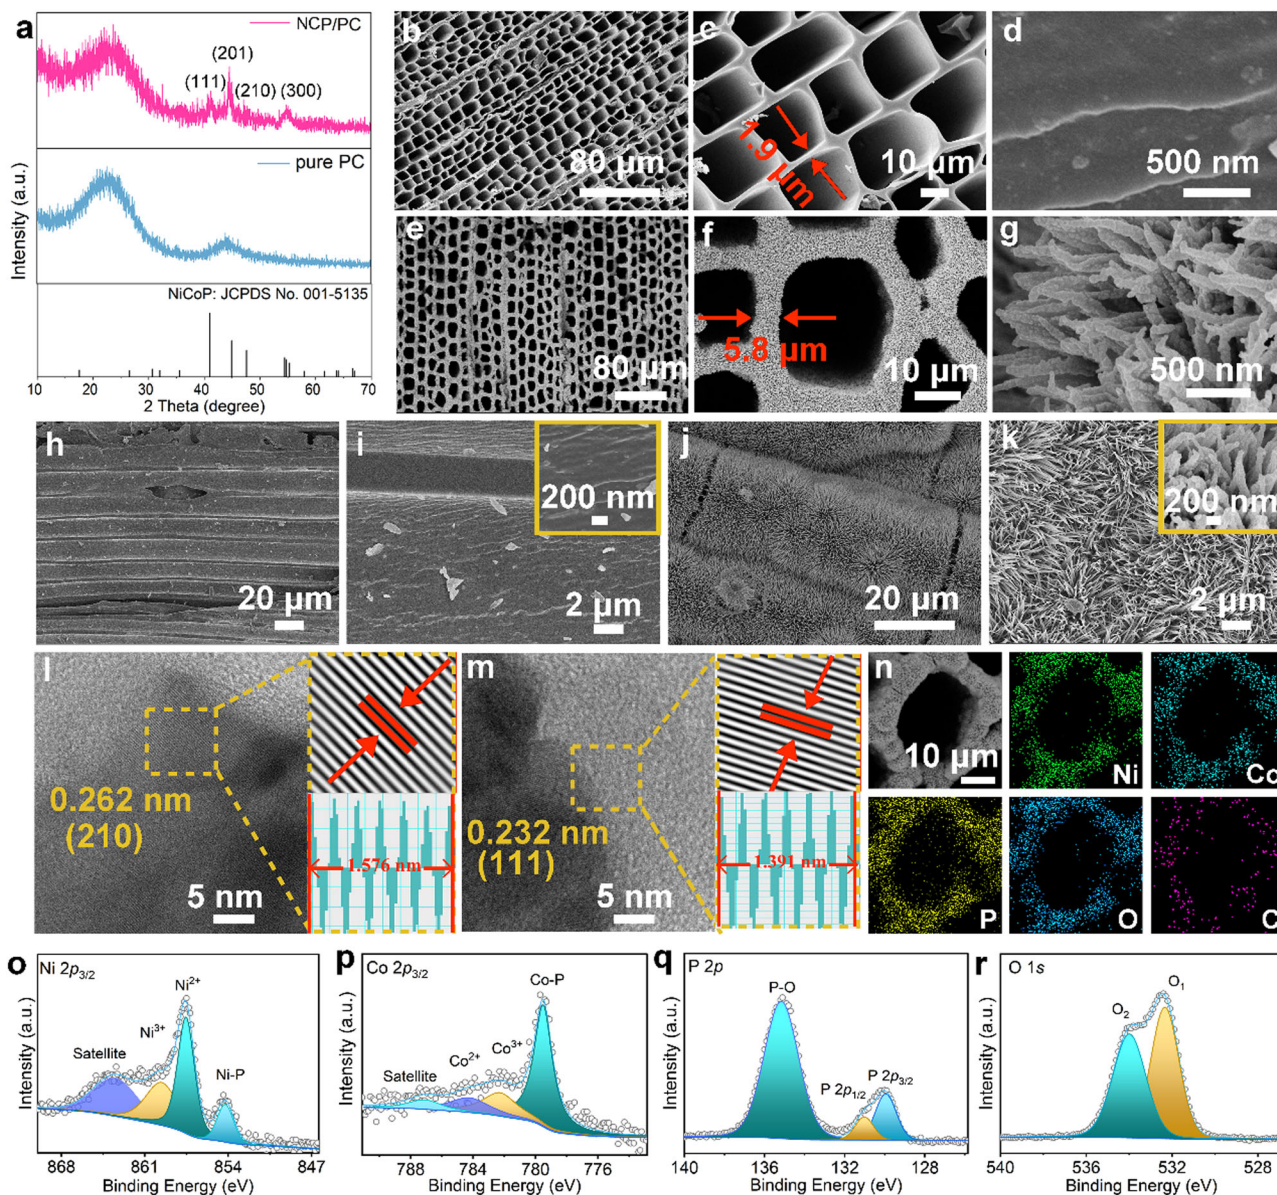 a
NCP/PC
(201)
(111)
(210)
(300)
pure PC
NiCoP: JCPDS No. 001-5135
Intensity (a.u.)
10 20 30 40 50 60 70
2 Theta (degree)
b
80 µm
c
1.9 µm
10 µm
d
500 nm
e
80 µm
f
5.8 µm
10 µm
g
500 nm
h
20 µm
i
200 nm
2 µm
j
20 µm
k
200 nm
2 µm
l
0.262 nm
(210)
5 nm
1.576 nm
m
0.232 nm
(111)
5 nm
1.391 nm
n
10 µm
Ni
Co
P
O
C
o
Ni 2p3/2
Ni2+
Ni3+
Satellite
Ni-P
Intensity (a.u.)
868 861 854 847
Binding Energy (eV)
p
Co 2p3/2
Co-P
Co3+
Co2+
Satellite
Intensity (a.u.)
788 784 780 776
Binding Energy (eV)
q
P 2p
P-O
P 2p3/2
P 2p1/2
Intensity (a.u.)
140 136 132 128
Binding Energy (eV)
r
O 1s
O1
O2
Intensity (a.u.)
540 536 532 528
Binding Energy (eV)